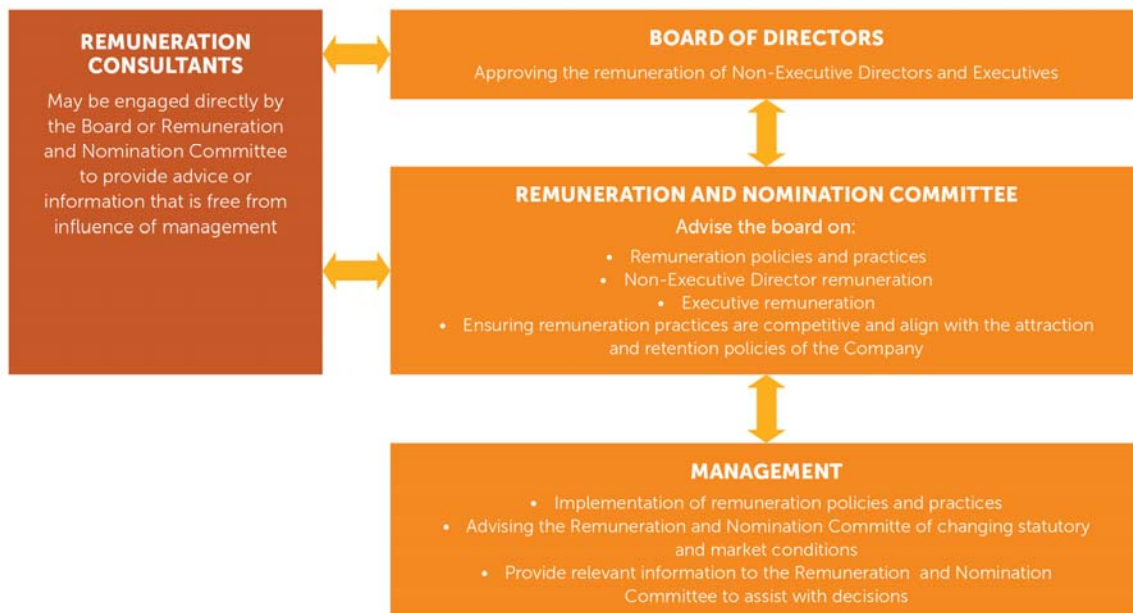 REMUNERATION
CONSULTANTS
May be engaged directly by
the Board or Remuneration
and Nomination Committee
to provide advice or
information that is free from
influence of management
BOARD OF DIRECTORS
Approving the remuneration of Non-Executive Directors and Executives
REMUNERATION AND NOMINATION COMMITTEE
Advise the board on:
• Remuneration policies and practices
• Non-Executive Director remuneration
• Executive remuneration
• Ensuring remuneration practices are competitive and align with the attraction
and retention policies of the Company
MANAGEMENT
• Implementation of remuneration policies and practices
• Advising the Remuneration and Nomination Committe of changing statutory
and market conditions
• Provide relevant information to the Remuneration and Nomination
Committee to assist with decisions